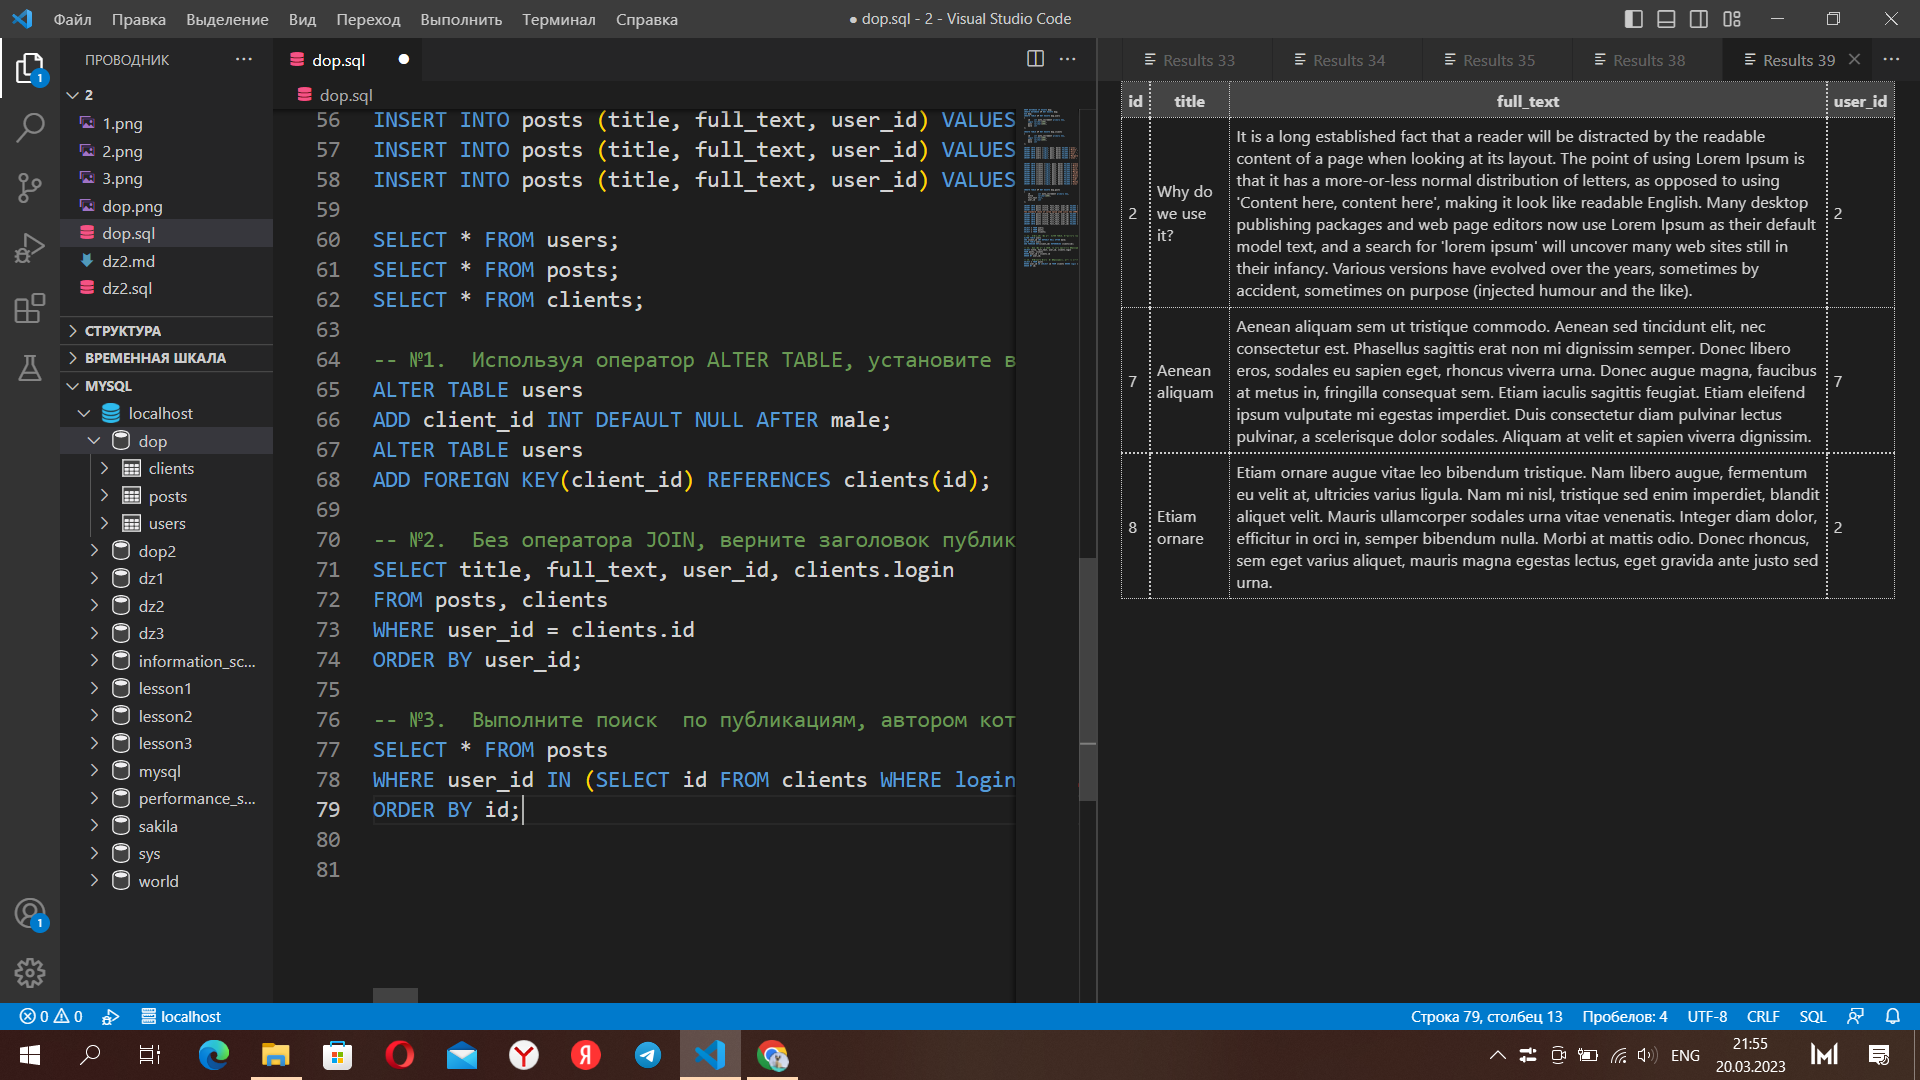 Файл Правка Выделение Вид Переход Выполнить Терминал Справка
● dop.sql - 2 - Visual Studio Code
1
ПРОВОДНИК
2
1.png
2.png
3.png
dop.png
dop.sql
dz2.md
dz2.sql
СТРУКТУРА
ВРЕМЕННАЯ ШКАЛА
MYSQL
localhost
dop
clients
posts
users
dop2
dz1
dz2
dz3
information_sc...
lesson1
lesson2
lesson3
mysql
performance_s...
sakila
sys
world
1
dop.sql
dop.sql
56 INSERT INTO posts (title, full_text, user_id) VALUES
57 INSERT INTO posts (title, full_text, user_id) VALUES
58 INSERT INTO posts (title, full_text, user_id) VALUES
59
60 SELECT * FROM users;
61 SELECT * FROM posts;
62 SELECT * FROM clients;
63
64 -- №1.  Используя оператор ALTER TABLE, установите в
65 ALTER TABLE users
66 ADD client_id INT DEFAULT NULL AFTER male;
67 ALTER TABLE users
68 ADD FOREIGN KEY(client_id) REFERENCES clients(id);
69
70 -- №2.  Без оператора JOIN, верните заголовок публик
71 SELECT title, full_text, user_id, clients.login
72 FROM posts, clients
73 WHERE user_id = clients.id
74 ORDER BY user_id;
75
76 -- №3.  Выполните поиск  по публикациям, автором кот
77 SELECT * FROM posts
78 WHERE user_id IN (SELECT id FROM clients WHERE login
79 ORDER BY id;
80
81
Results 33 Results 34 Results 35 Results 38 Results 39
id title full_text user_id
2
Why do
we use
it?
It is a long established fact that a reader will be distracted by the readable
content of a page when looking at its layout. The point of using Lorem Ipsum is
that it has a more-or-less normal distribution of letters, as opposed to using
'Content here, content here', making it look like readable English. Many desktop
publishing packages and web page editors now use Lorem Ipsum as their default
model text, and a search for 'lorem ipsum' will uncover many web sites still in
their infancy. Various versions have evolved over the years, sometimes by
accident, sometimes on purpose (injected humour and the like).
2
7
Aenean
aliquam
Aenean aliquam sem ut tristique commodo. Aenean sed tincidunt elit, nec
consectetur est. Phasellus sagittis erat non mi dignissim semper. Donec libero
eros, sodales eu sapien eget, rhoncus viverra urna. Donec augue magna, faucibus
at metus in, fringilla consequat sem. Etiam iaculis sagittis feugiat. Etiam eleifend
ipsum vulputate mi egestas imperdiet. Duis consectetur diam pulvinar lectus
pulvinar, a scelerisque dolor sodales. Aliquam at velit et sapien viverra dignissim.
7
8
Etiam
ornare
Etiam ornare augue vitae leo bibendum tristique. Nam libero augue, fermentum
eu velit at, ultricies varius ligula. Nam mi nisl, tristique sed enim imperdiet, blandit
aliquet velit. Mauris ullamcorper sodales urna vitae venenatis. Integer diam dolor,
efficitur in orci in, semper bibendum nulla. Morbi at mattis odio. Donec rhoncus,
sem eget varius aliquet, mauris magna egestas lectus, eget gravida ante justo sed
urna.
2
0 0 localhost
Строка 79, столбец 13 Пробелов: 4 UTF-8 CRLF SQL
ENG
21:55
20.03.2023